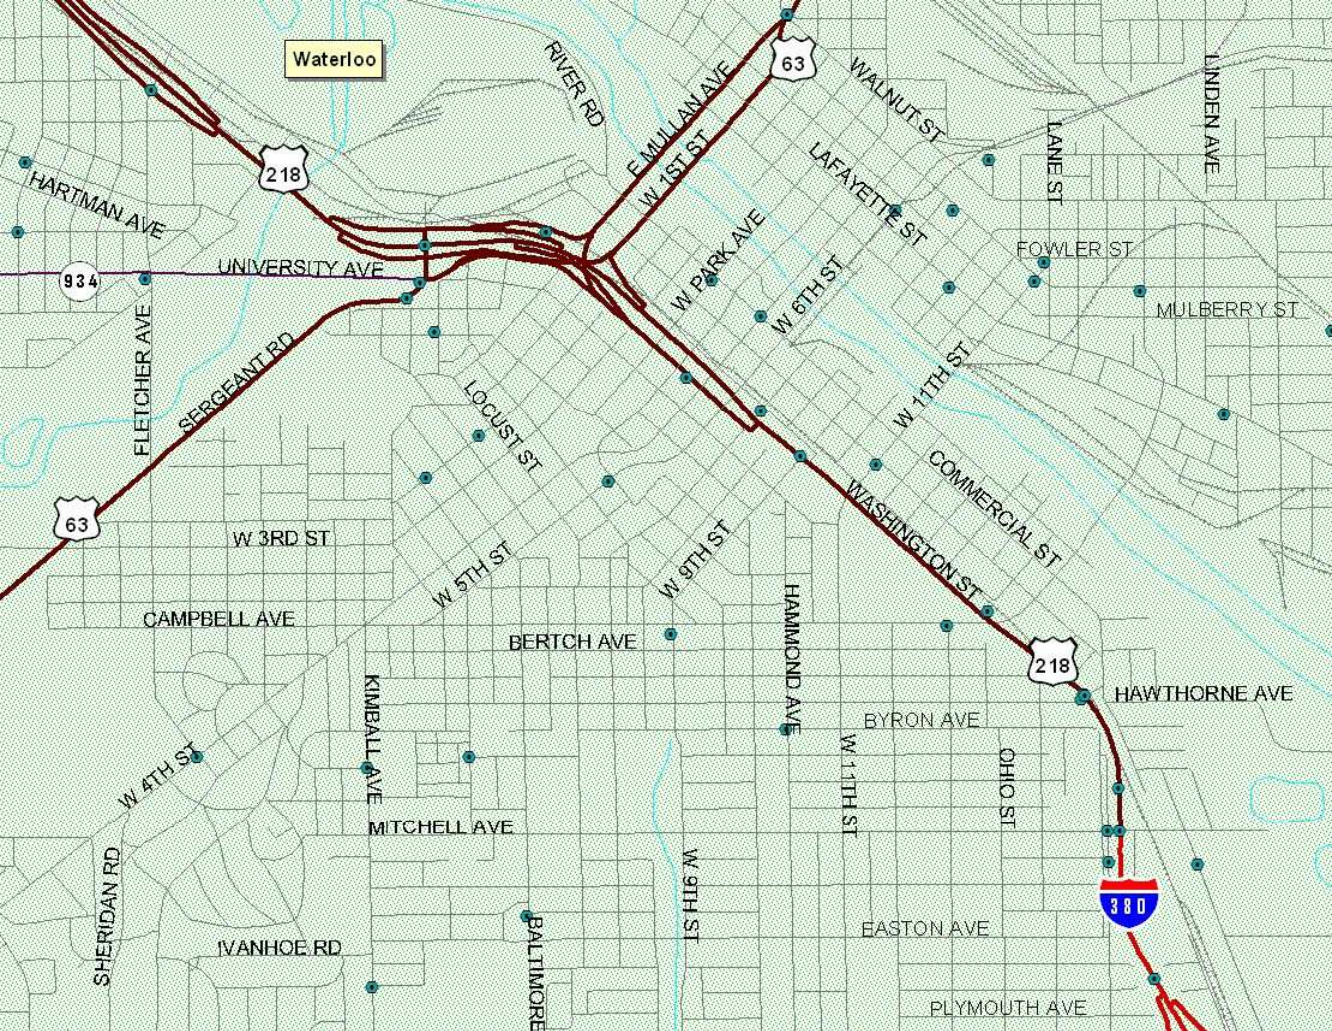 Waterloo
RIVER RD
63
WALNUT ST
LINDEN AVE
E MULLAN AVE
W 1ST ST
LANE ST
218
LAFAYETTE ST
HARTMAN AVE
FOWLER ST
W PARK AVE
UNIVERSITY AVE
934
W 6TH ST
MULBERRY ST
FLETCHER AVE
SERGEANT RD
W 11TH ST
LOCUST ST
COMMERCIAL ST
63
WASHINGTON ST
W 3RD ST
W 5TH ST
W 9TH ST
CAMPBELL AVE
BERTCH AVE
HAMMOND AVE
218
HAWTHORNE AVE
KIMBALL AVE
BYRON AVE
W 4TH ST
W 11TH ST
OHIO ST
MITCHELL AVE
SHERIDAN RD
W 9TH ST
380
EASTON AVE
IVANHOE RD
BALTIMORE
PLYMOUTH AVE